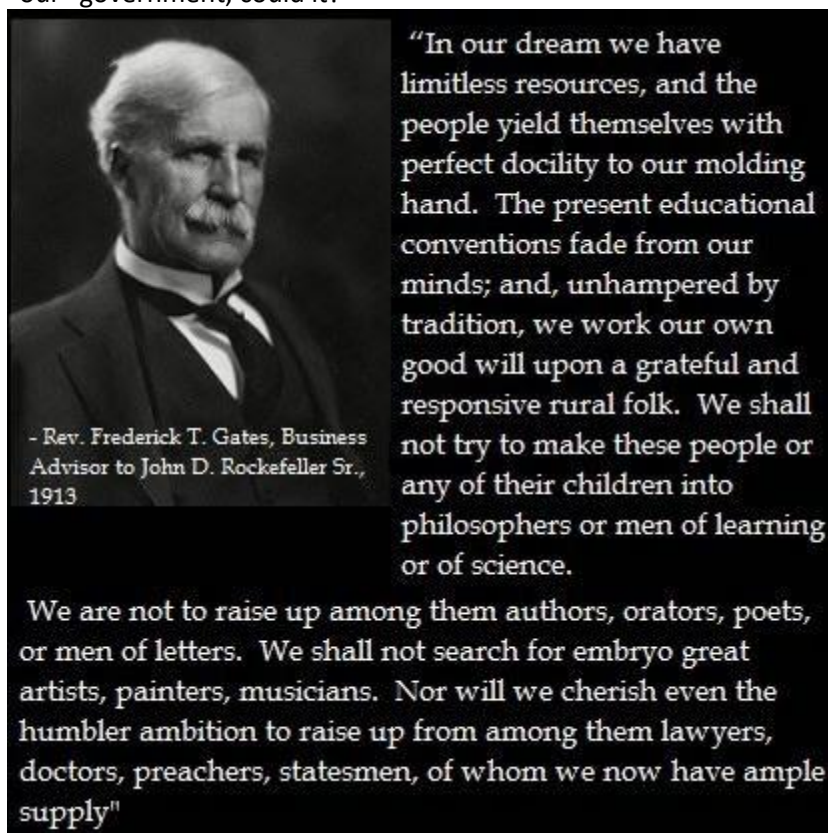 "our" government, could it?
“In our dream we have
limitless resources, and the
people yield themselves with
perfect docility to our molding
hand.  The present educational
conventions fade from our
minds; and, unhampered by
tradition, we work our own
good will upon a grateful and
responsive rural folk.  We shall
not try to make these people or
any of their children into
philosophers or men of learning
or of science.
- Rev. Frederick T. Gates, Business
Advisor to John D. Rockefeller Sr.,
1913
We are not to raise up among them authors, orators, poets,
or men of letters.  We shall not search for embryo great
artists, painters, musicians.  Nor will we cherish even the
humbler ambition to raise up from among them lawyers,
doctors, preachers, statesmen, of whom we now have ample
supply"